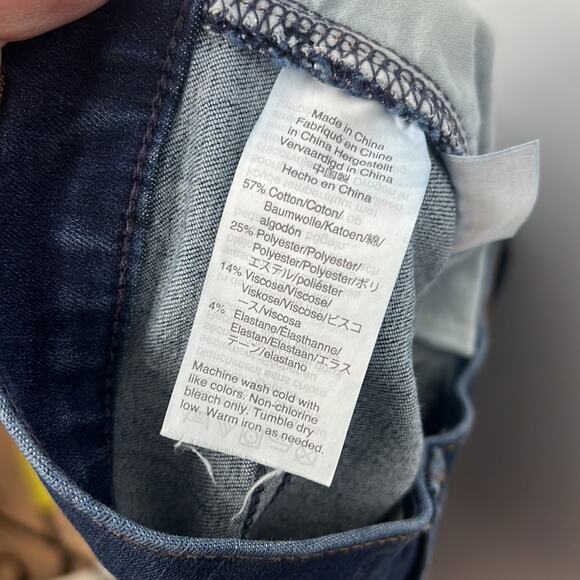 Made in China
Fabriqué en Chine
in China Hergestellt
Vervaardigd in China
中国製
Hecho en China
57% Cotton/Coton/
Baumwolle/Katoen/綿/
algodón
25% Polyester/Polyester/
Polyester/Polyester/ポリ
エステル/poliéster
14% Viscose/Viscose/
Viskose/Viscose/ビスコ
ース/viscosa
4% Elastane/Élasthanne/
Elastan/Elastaan/エラス
テーン/elastano
Machine wash cold with
like colors. Non-chlorine
bleach only. Tumble dry
low. Warm iron as needed.